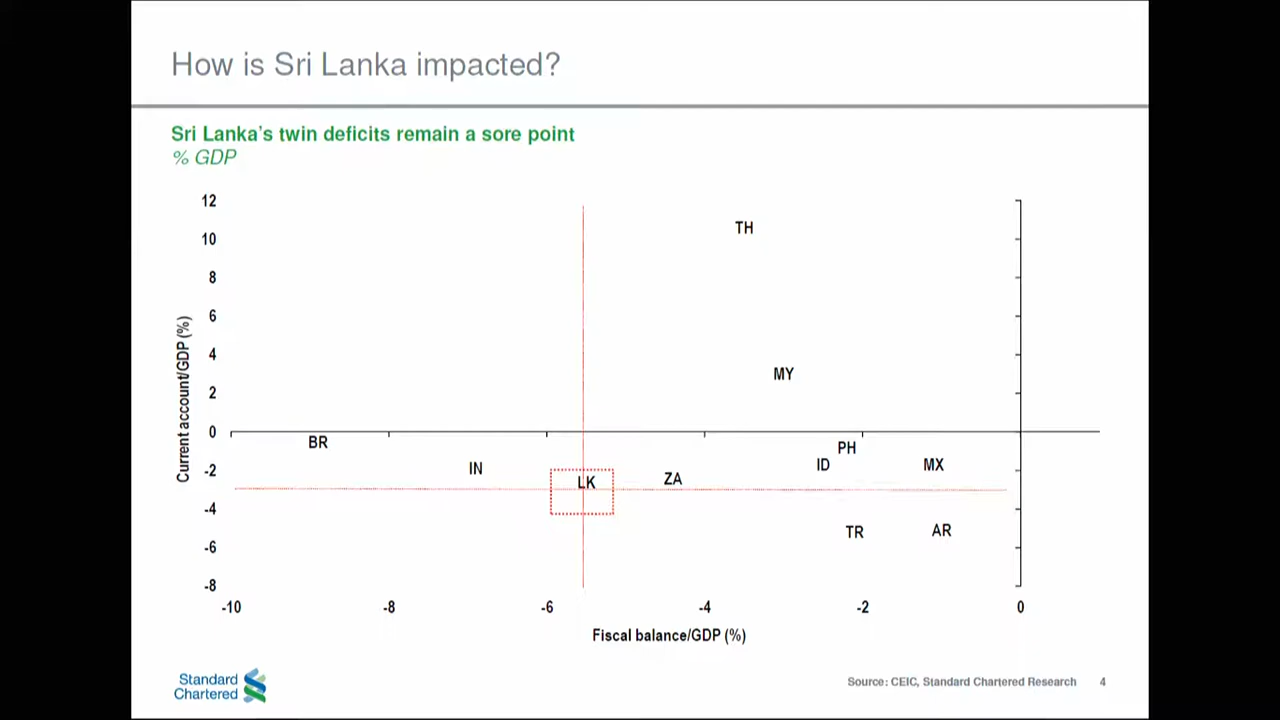 How is Sri Lanka impacted?
Sri Lanka's twin deficits remain a sore point
% GDP
12
10
8
6
4
2
0
-2
-4
-6
-8
Current account/GDP (%)
TH
MY
BR
PH
IN
ID
MX
LK
ZA
TR
AR
-10
-8
-6
-4
-2
0
Fiscal balance/GDP (%)
Standard
Chartered
Source: CEIC, Standard Chartered Research 4